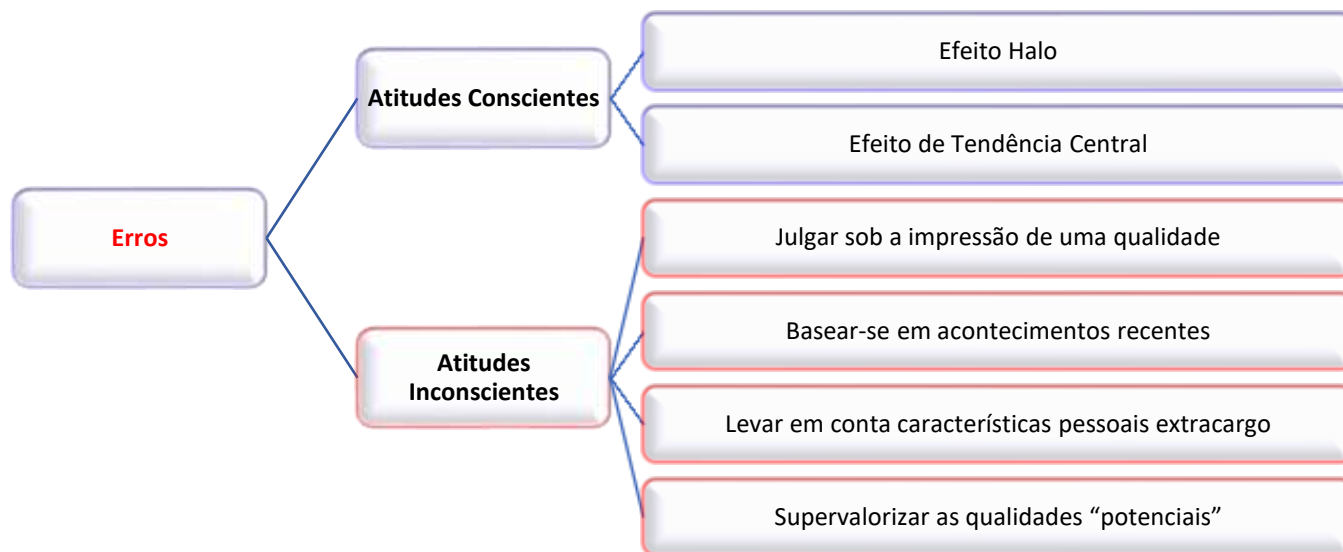 Erros
Atitudes Conscientes
Efeito Halo
Efeito de Tendência Central
Atitudes
Inconscientes
Julgar sob a impressão de uma qualidade
Basear-se em acontecimentos recentes
Levar em conta características pessoais extracargo
Supervalorizar as qualidades “potenciais”